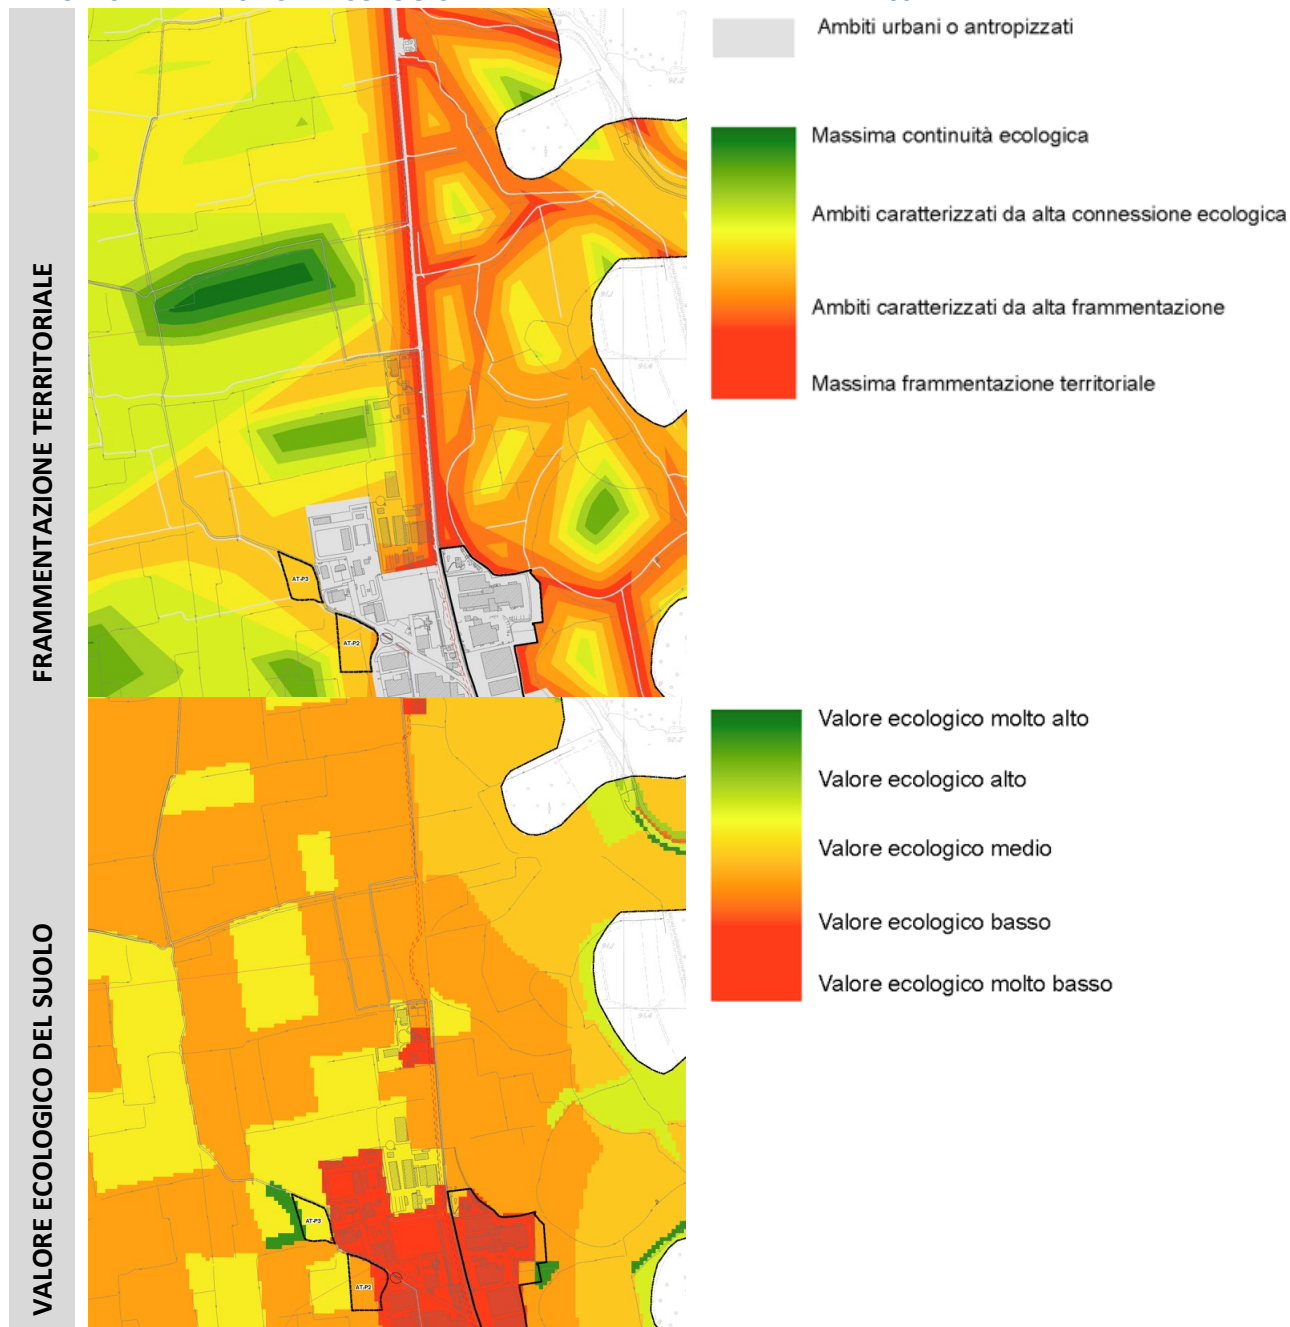 FRAMMENTAZIONE TERRITORIALE
Ambiti urbani o antropizzati
Massima continuità ecologica
Ambiti caratterizzati da alta connessione ecologica
Ambiti caratterizzati da alta frammentazione
Massima frammentazione territoriale
AT-P3
AT-P2
VALORE ECOLOGICO DEL SUOLO
Valore ecologico molto alto
Valore ecologico alto
Valore ecologico medio
Valore ecologico basso
Valore ecologico molto basso
AT-P3
AT-P2